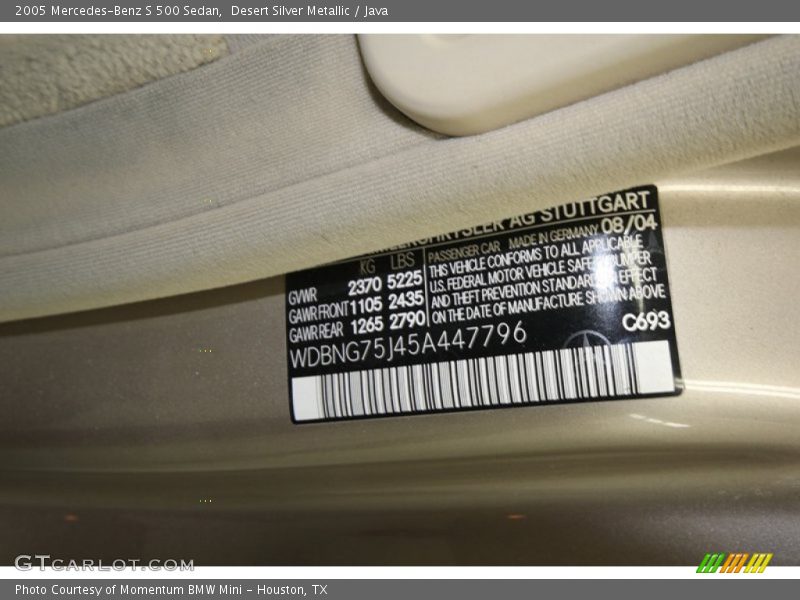 2005 Mercedes-Benz S 500 Sedan, Desert Silver Metallic / Java
AG STUTTGART
KG LBS PASSENGER CAR MADE IN GERMANY 08/04
GVWR 2370 5225 THIS VEHICLE CONFORMS TO ALL APPLICABLE
GAWR FRONT 1105 2435 U.S. FEDERAL MOTOR VEHICLE SAFETY BUMPER
GAWR REAR 1265 2790 AND THEFT PREVENTION STANDARDS IN EFFECT
ON THE DATE OF MANUFACTURE SHOWN ABOVE
WDBNG75J45A447796 C693
GTCARLOT.COM
Photo Courtesy of Momentum BMW Mini - Houston, TX